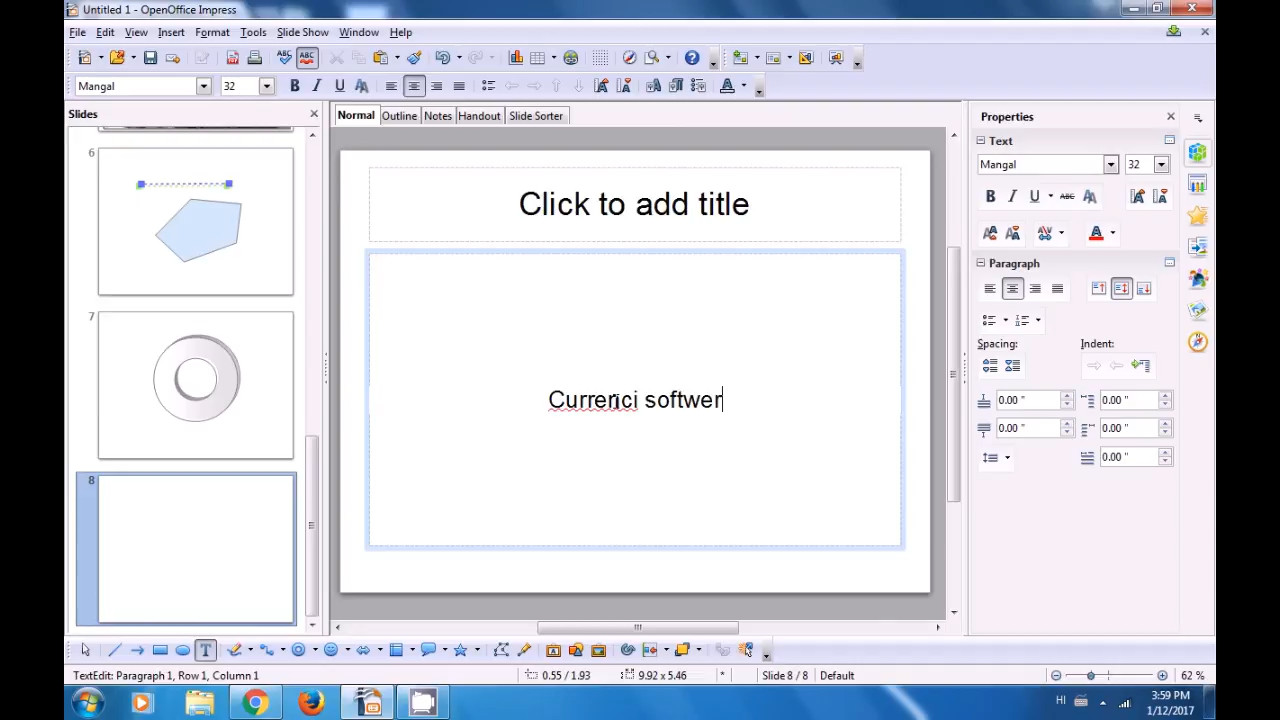 Untitled 1 - OpenOffice Impress
File Edit View Insert Format Tools Slide Show Window Help
Mangal 32
Slides
Normal Outline Notes Handout Slide Sorter
Properties
Text
Mangal 32
Paragraph
Spacing: Indent:
0.00 " 0.00 "
0.00 " 0.00 "
0.00 "
6
7
8
Click to add title
Currenci softwer
TextEdit: Paragraph 1, Row 1, Column 1 0.55 / 1.93 9.92 x 5.46 * Slide 8 / 8 Default 62 %
HI 3:59 PM
1/12/2017